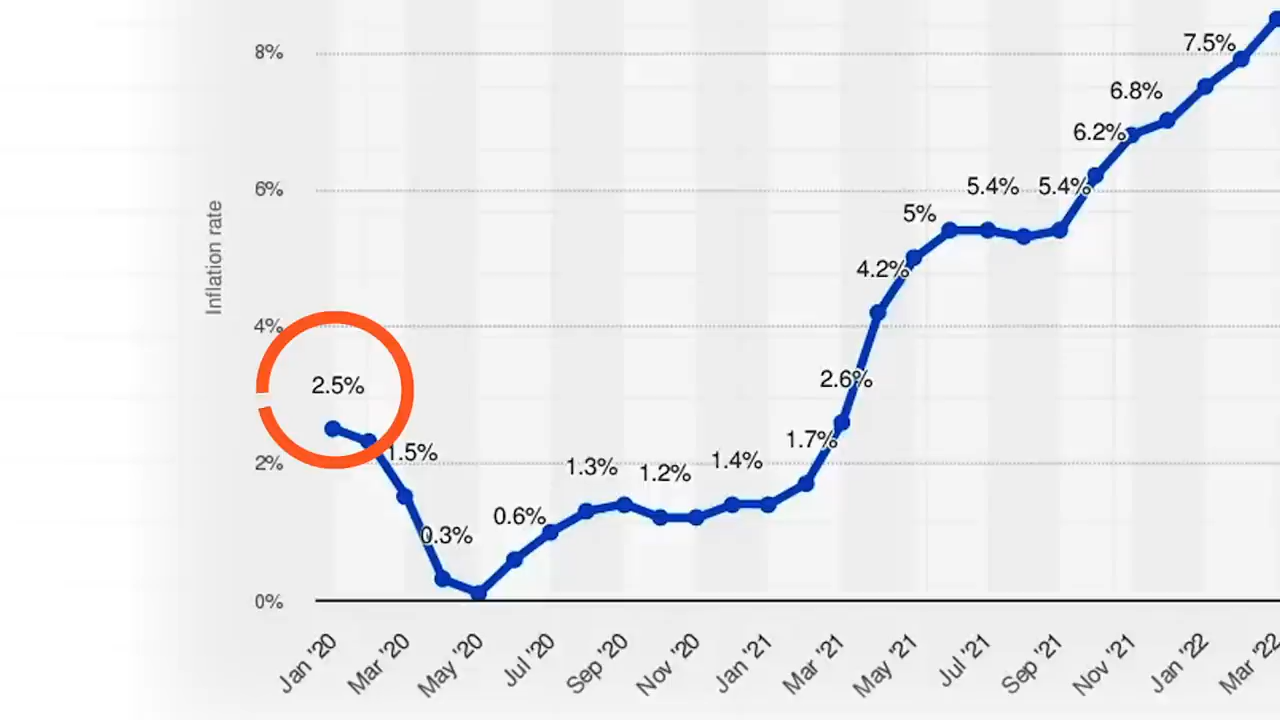 8%
6%
4%
2%
0%
Inflation rate
2.5%
1.5%
0.3%
0.6%
1.3%
1.2%
1.4%
1.7%
2.6%
4.2%
5%
5.4%
5.4%
6.2%
6.8%
7.5%
Jan '20
Mar '20
May '20
Jul '20
Sep '20
Nov '20
Jan '21
Mar '21
May '21
Jul '21
Sep '21
Nov '21
Jan '22
Mar '22